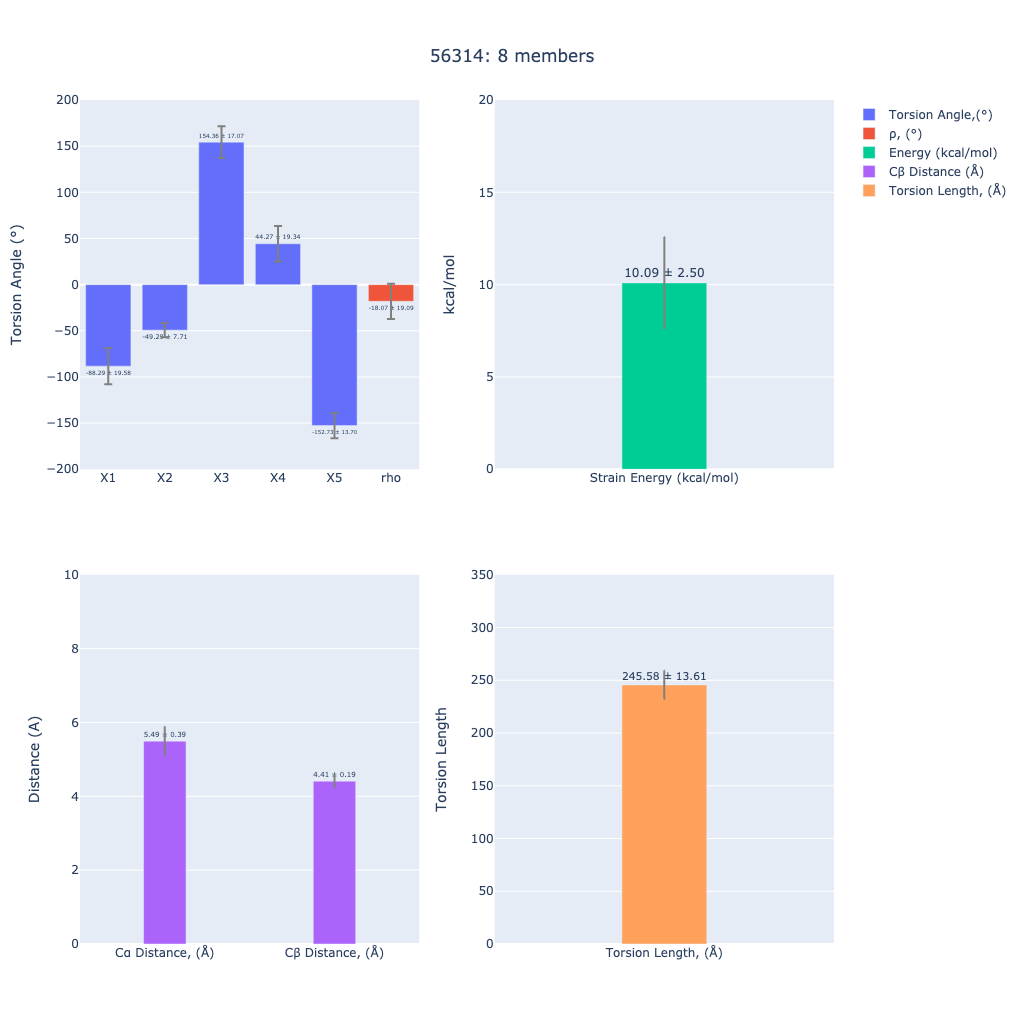 56314: 8 members
Torsion Angle (°)
200
150
100
50
0
−50
−100
−150
−200
154.36 ± 17.07
44.27 ± 19.34
-18.07 ± 19.09
-49.29 ± 7.71
-88.29 ± 19.58
-152.73 ± 13.70
X1 X2 X3 X4 X5 rho
kcal/mol
20
15
10
5
0
10.09 ± 2.50
Strain Energy (kcal/mol)
Torsion Angle,(°)
ρ, (°)
Energy (kcal/mol)
Cβ Distance (Å)
Torsion Length, (Å)
Distance (A)
10
8
6
4
2
0
5.49 ± 0.39
4.41 ± 0.19
Cα Distance, (Å) Cβ Distance, (Å)
Torsion Length
350
300
250
200
150
100
50
0
245.58 ± 13.61
Torsion Length, (Å)